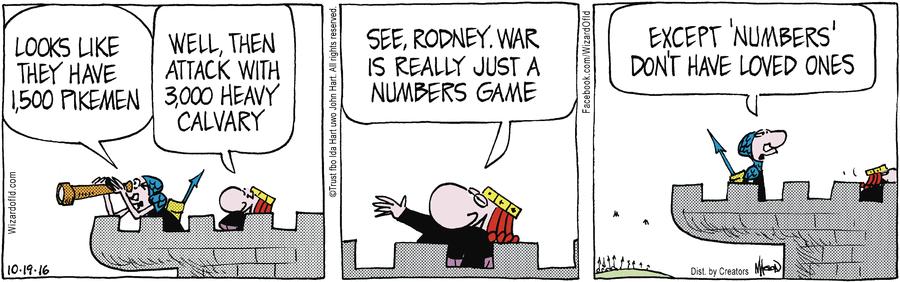 LOOKS LIKE
THEY HAVE
1,500 PIKEMEN
WELL, THEN
ATTACK WITH
3,000 HEAVY
CALVARY
Wizardofid.com
10-19-16
©Trust fbo Ida Hart uwo John Hart. All rights reserved.
SEE, RODNEY. WAR
IS REALLY JUST A
NUMBERS GAME
Facebook.com/WizardOfId
EXCEPT 'NUMBERS'
DON'T HAVE LOVED ONES
Dist. by Creators